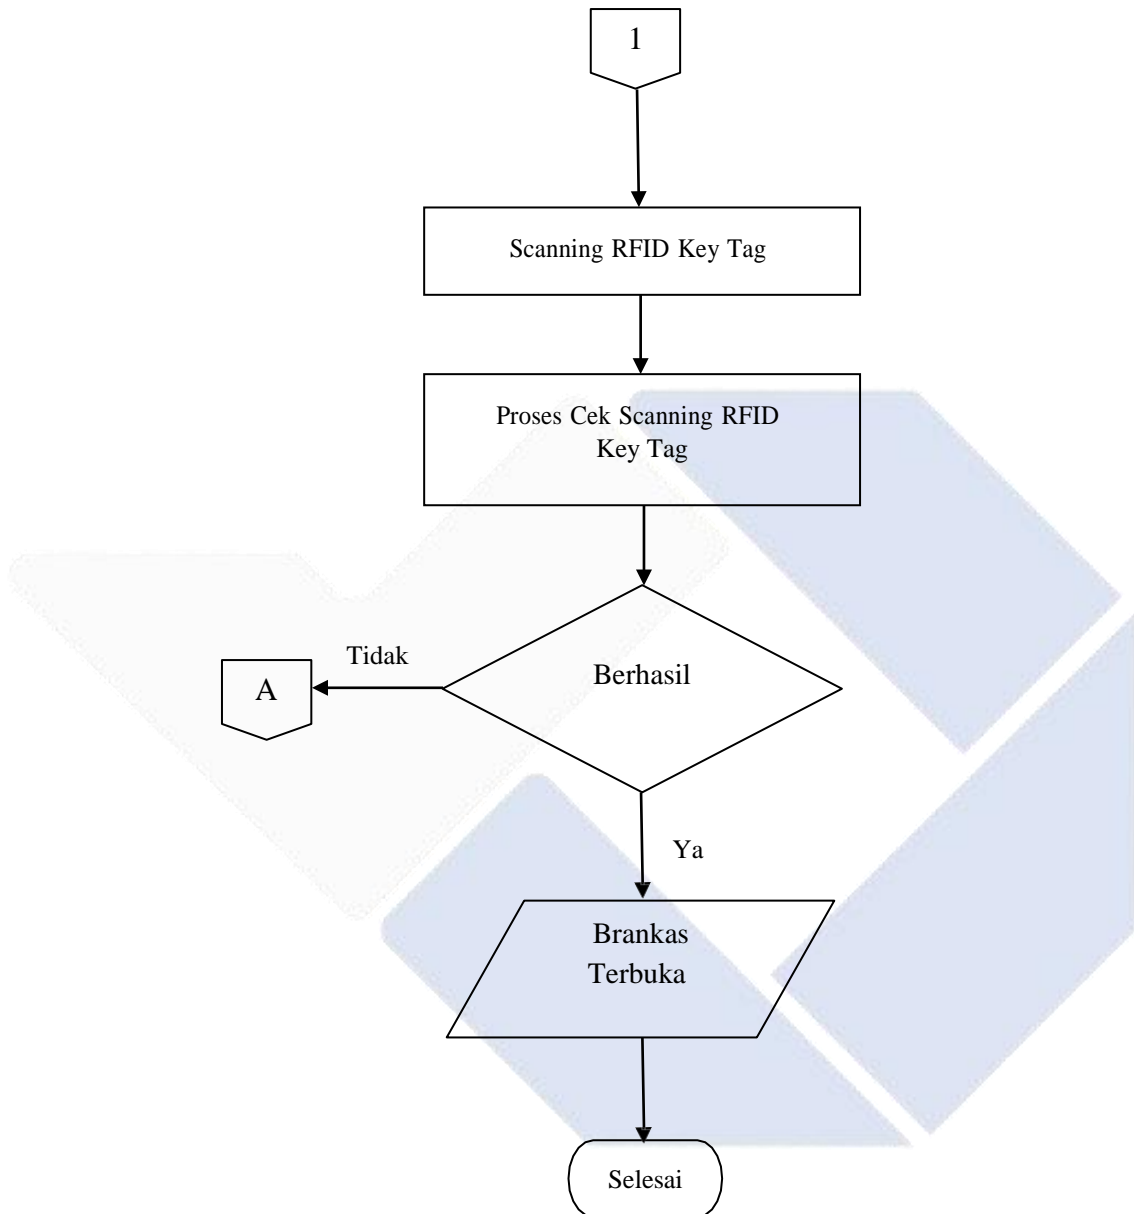 1
Scanning RFID Key Tag
Proses Cek Scanning RFID
Key Tag
Tidak
A
Berhasil
Ya
Brankas
Terbuka
Selesai